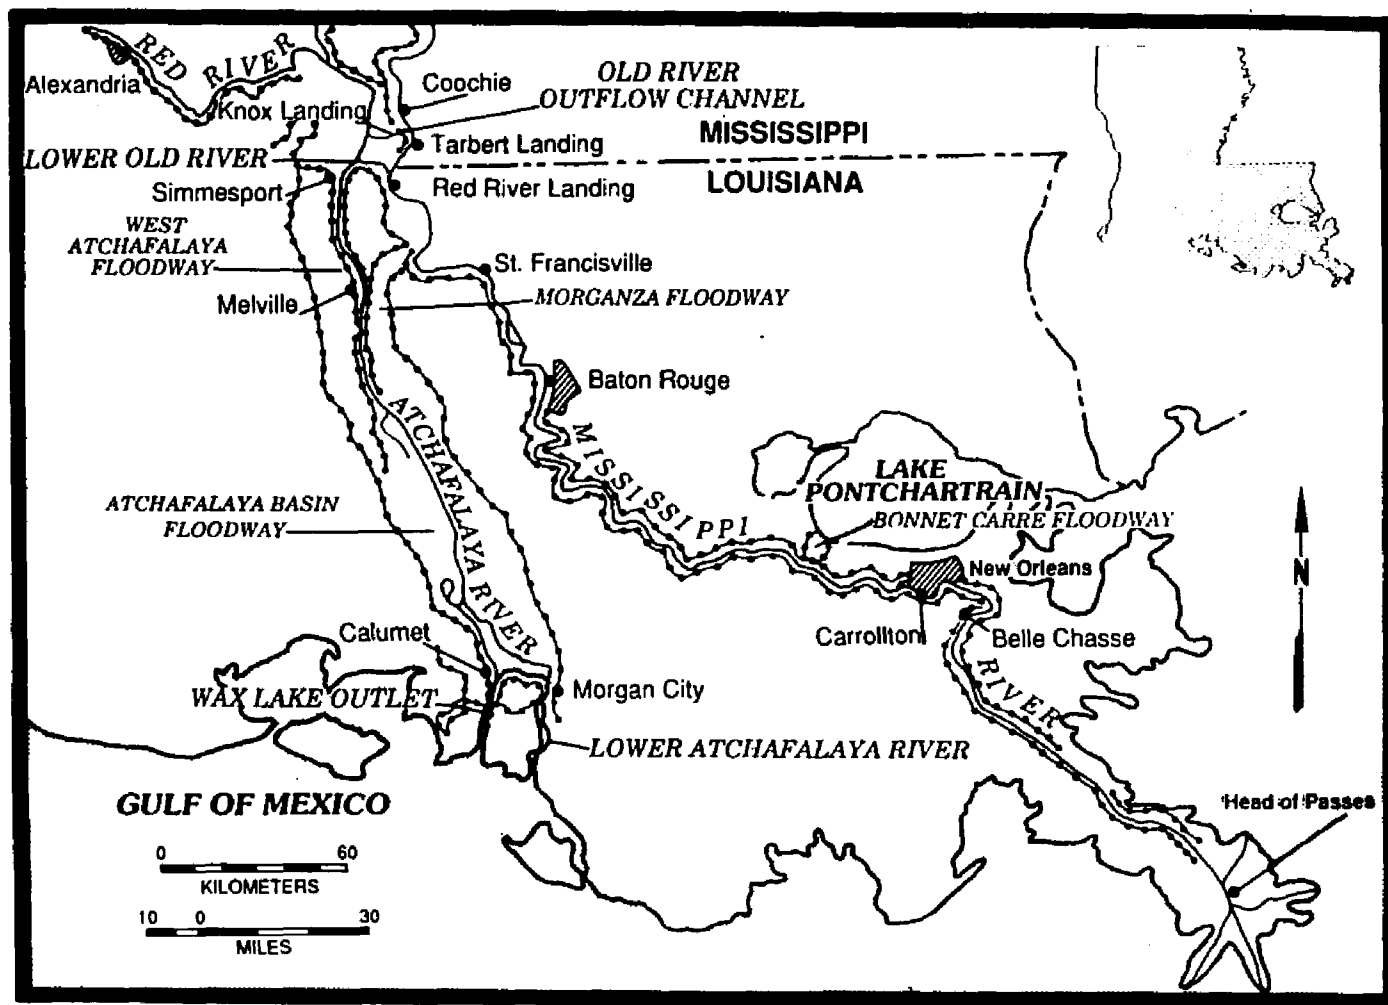 RED RIVER
Alexandria
Coochie
OLD RIVER
OUTFLOW CHANNEL
Knox Landing
MISSISSIPPI
Tarbert Landing
LOWER OLD RIVER
LOUISIANA
Simmesport
Red River Landing
WEST
ATCHAFALAYA
FLOODWAY
St. Francisville
Melville
MORGANZA FLOODWAY
Baton Rouge
ATCHAFALAYA RIVER
MISSISSIPPI
LAKE
PONTCHARTRAIN
ATCHAFALAYA BASIN
FLOODWAY
BONNET CARRE FLOODWAY
New Orleans
N
Calumet
Carrollton
Belle Chasse
RIVER
WAX LAKE OUTLET
Morgan City
LOWER ATCHAFALAYA RIVER
GULF OF MEXICO
Head of Passes
0 60
KILOMETERS
10 0 30
MILES